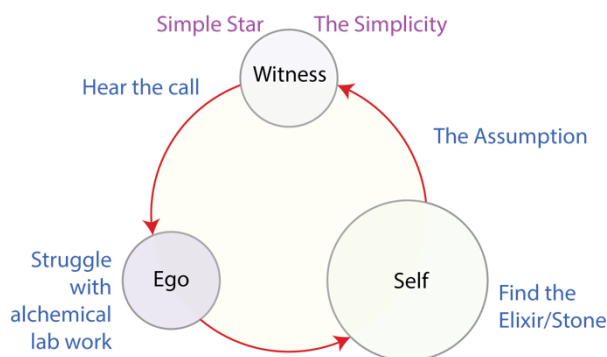 Simple Star
The Simplicity
Witness
Hear the call
The Assumption
Struggle
with
alchemical
lab work
Ego
Self
Find the
Elixir/Stone